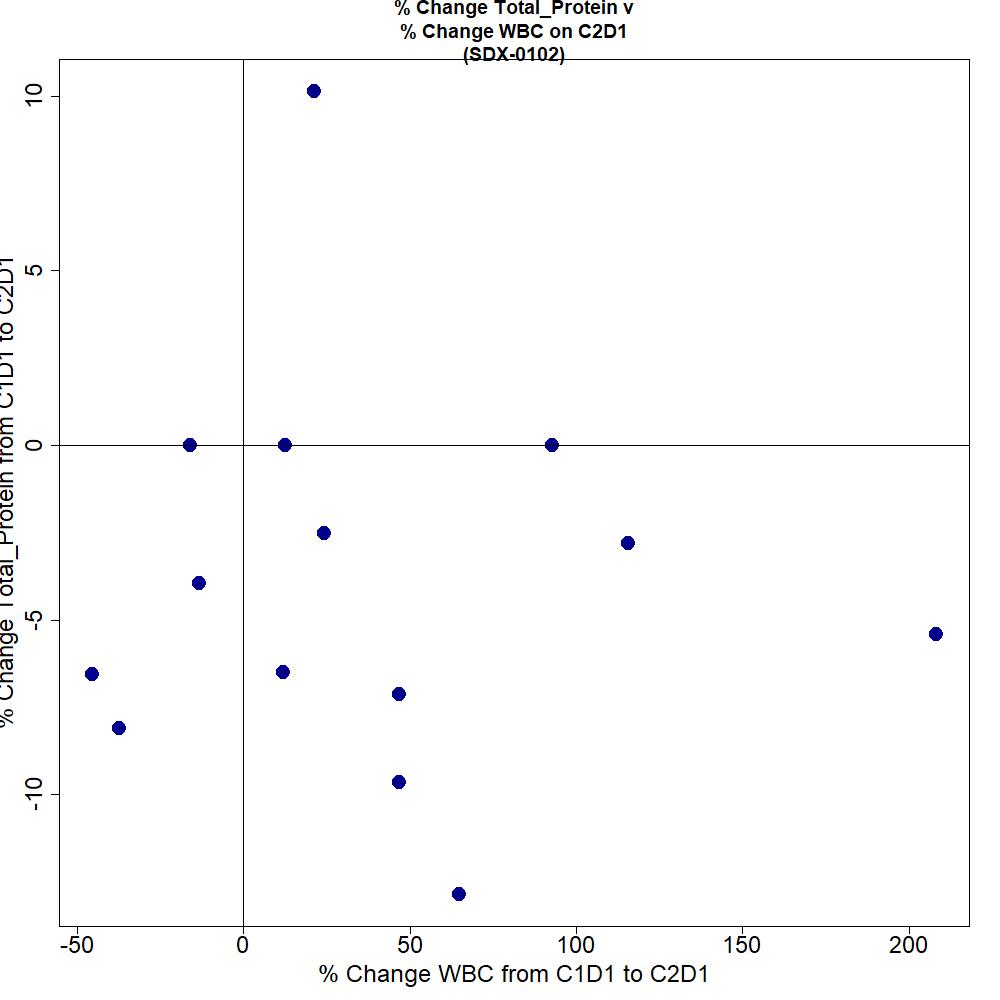 % Change Total_Protein v
% Change WBC on C2D1
(SDX-0102)
10
5
0
-5
-10
% Change Total_Protein from C1D1 to C2D1
-50
0
50
100
150
200
% Change WBC from C1D1 to C2D1